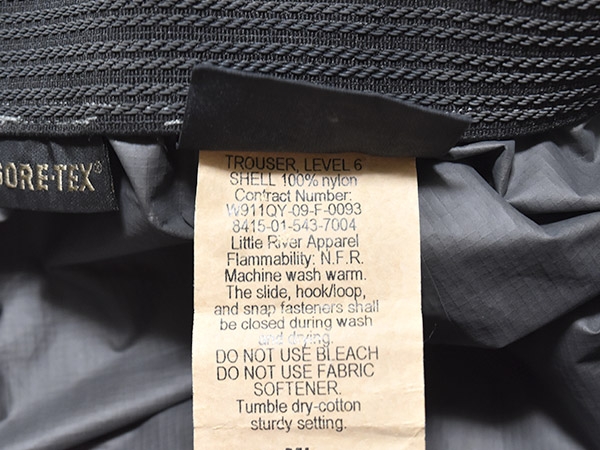 GORE-TEX®
TROUSER, LEVEL 6
SHELL 100% nylon
Contract Number:
W911QY-09-F-0093
8415-01-543-7004
Little River Apparel
Flammability: N.F.R.
Machine wash warm.
The slide, hook/loop,
and snap fasteners shall
be closed during wash
and drying.
DO NOT USE BLEACH
DO NOT USE FABRIC
SOFTENER.
Tumble dry-cotton
sturdy setting.